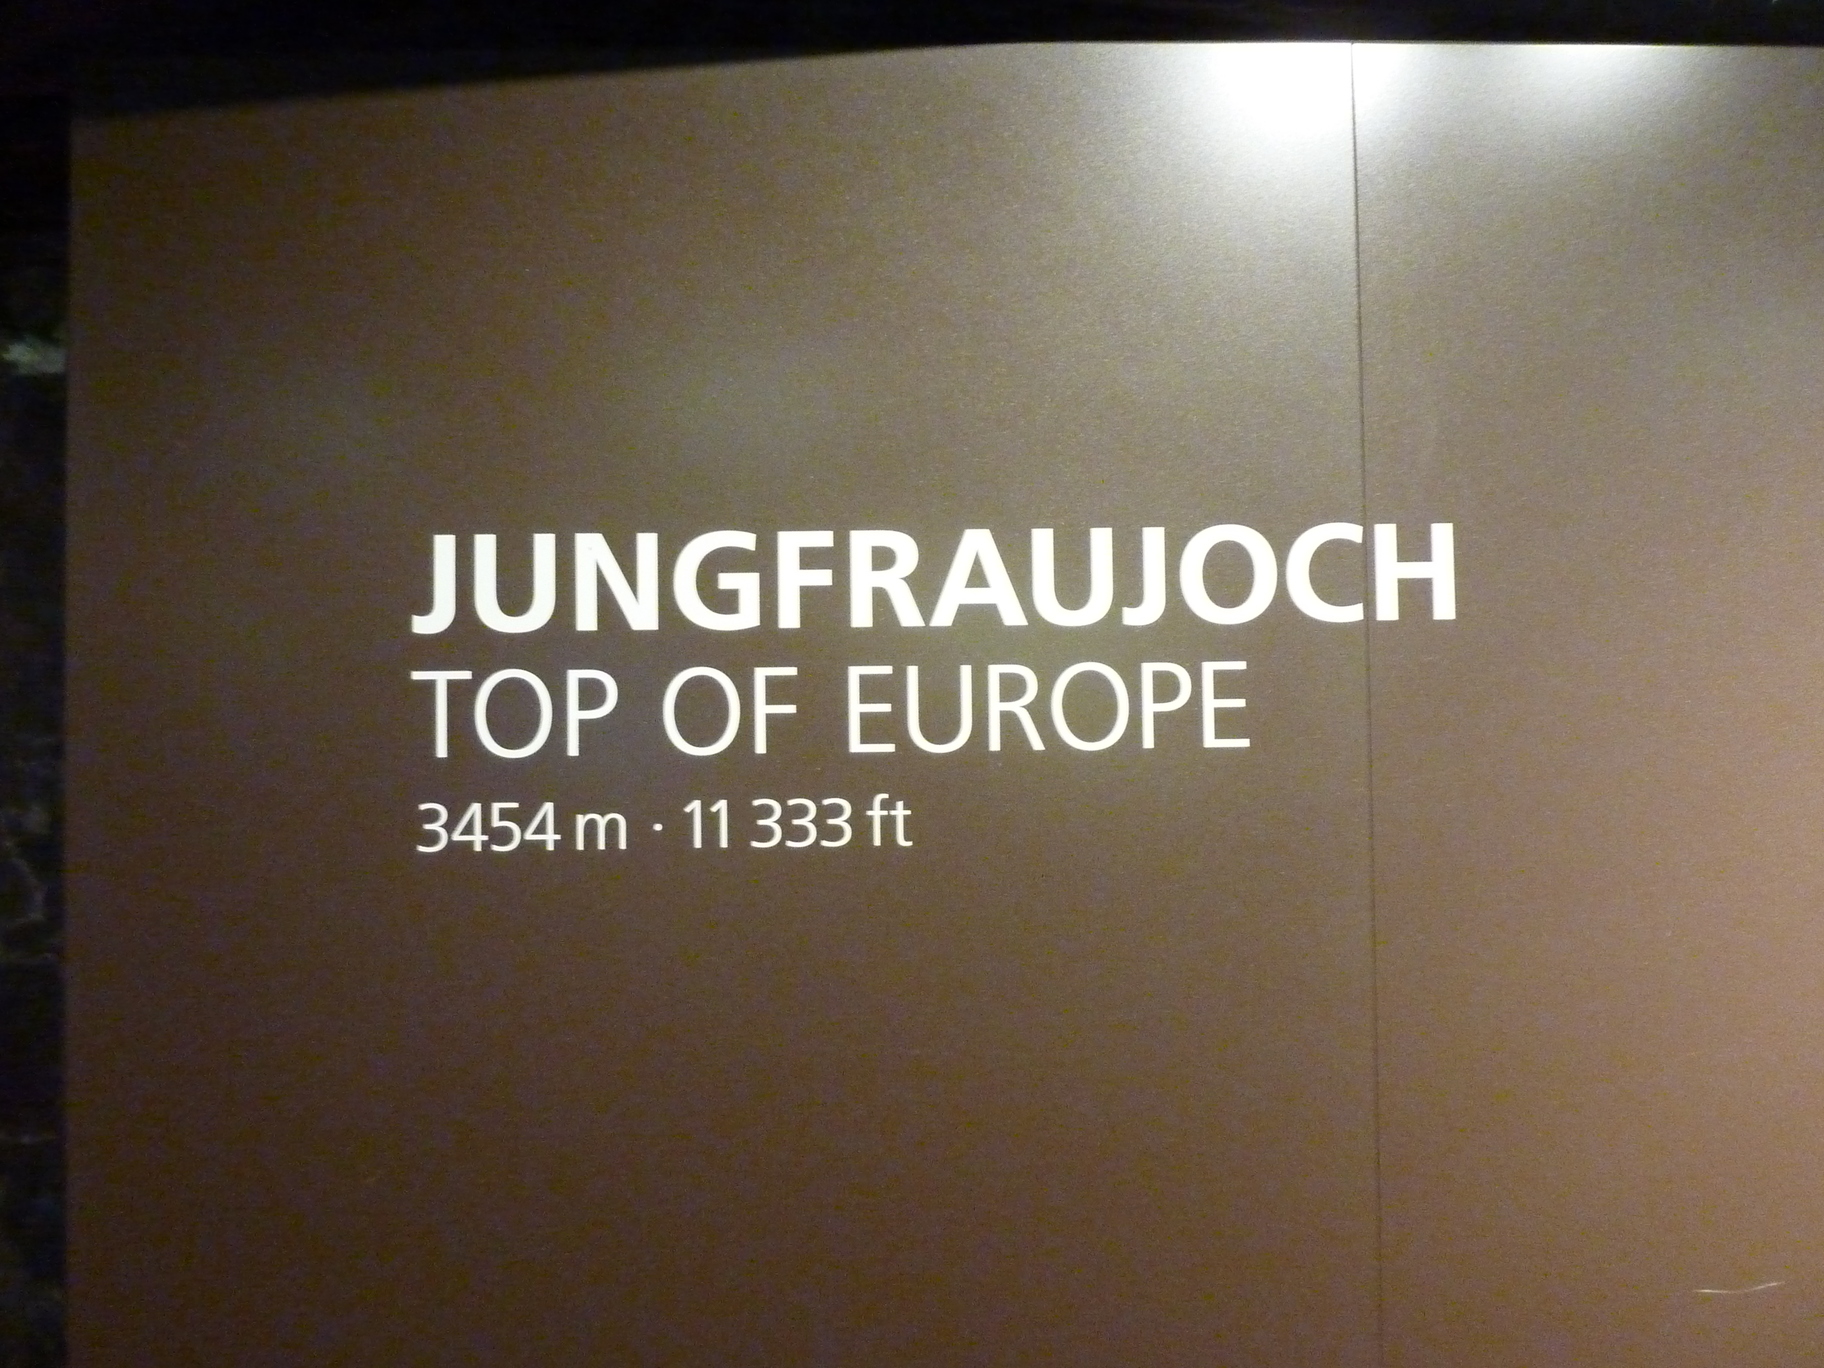 JUNGFRAUJOCH
TOP OF EUROPE
3454 m · 11 333 ft